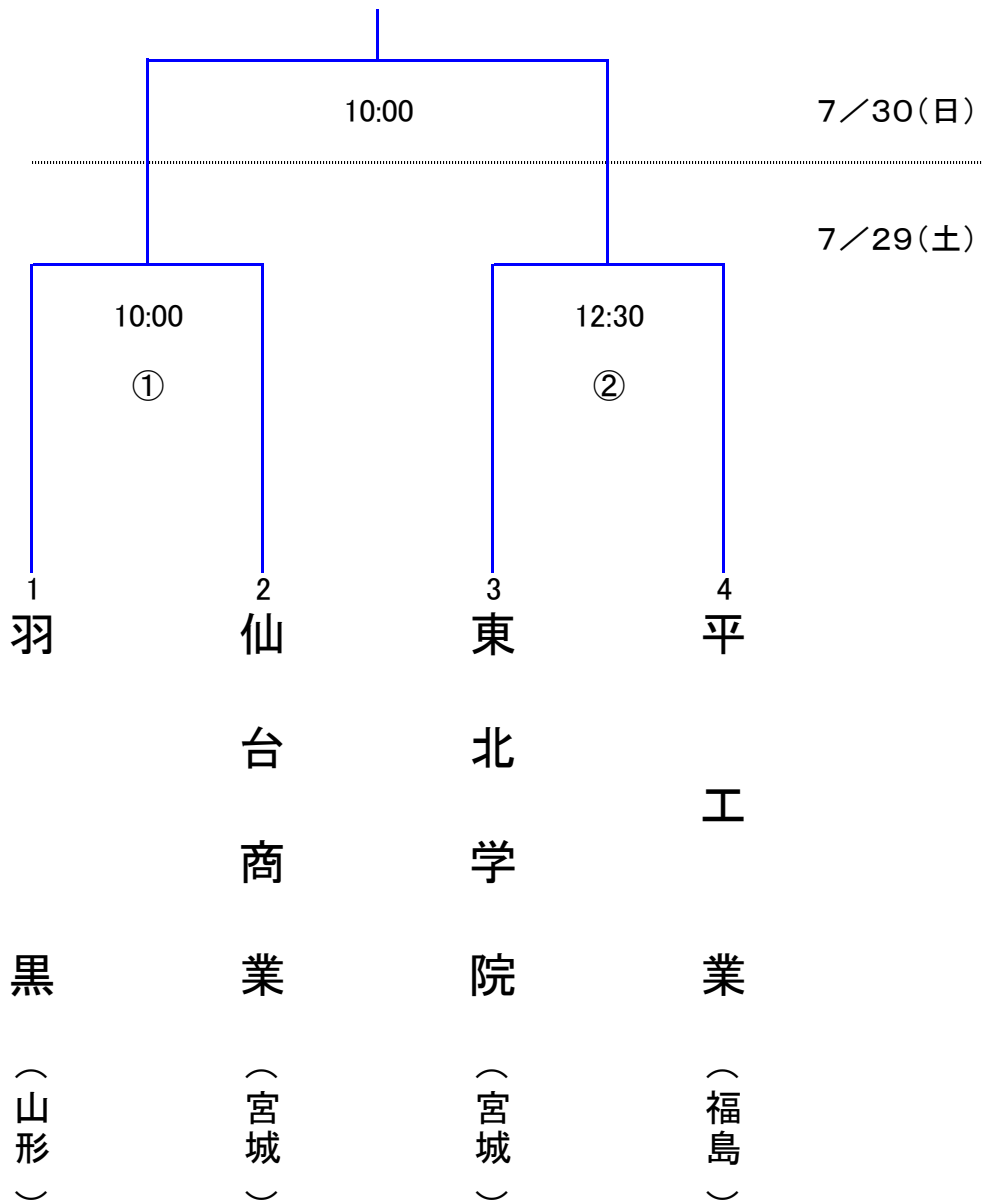 10:00
7／30（日）
7／29（土）
10:00
12:30
①
②
1
2
3
4
羽黒（山形）
仙台商業（宮城）
東北学院（宮城）
平工業（福島）